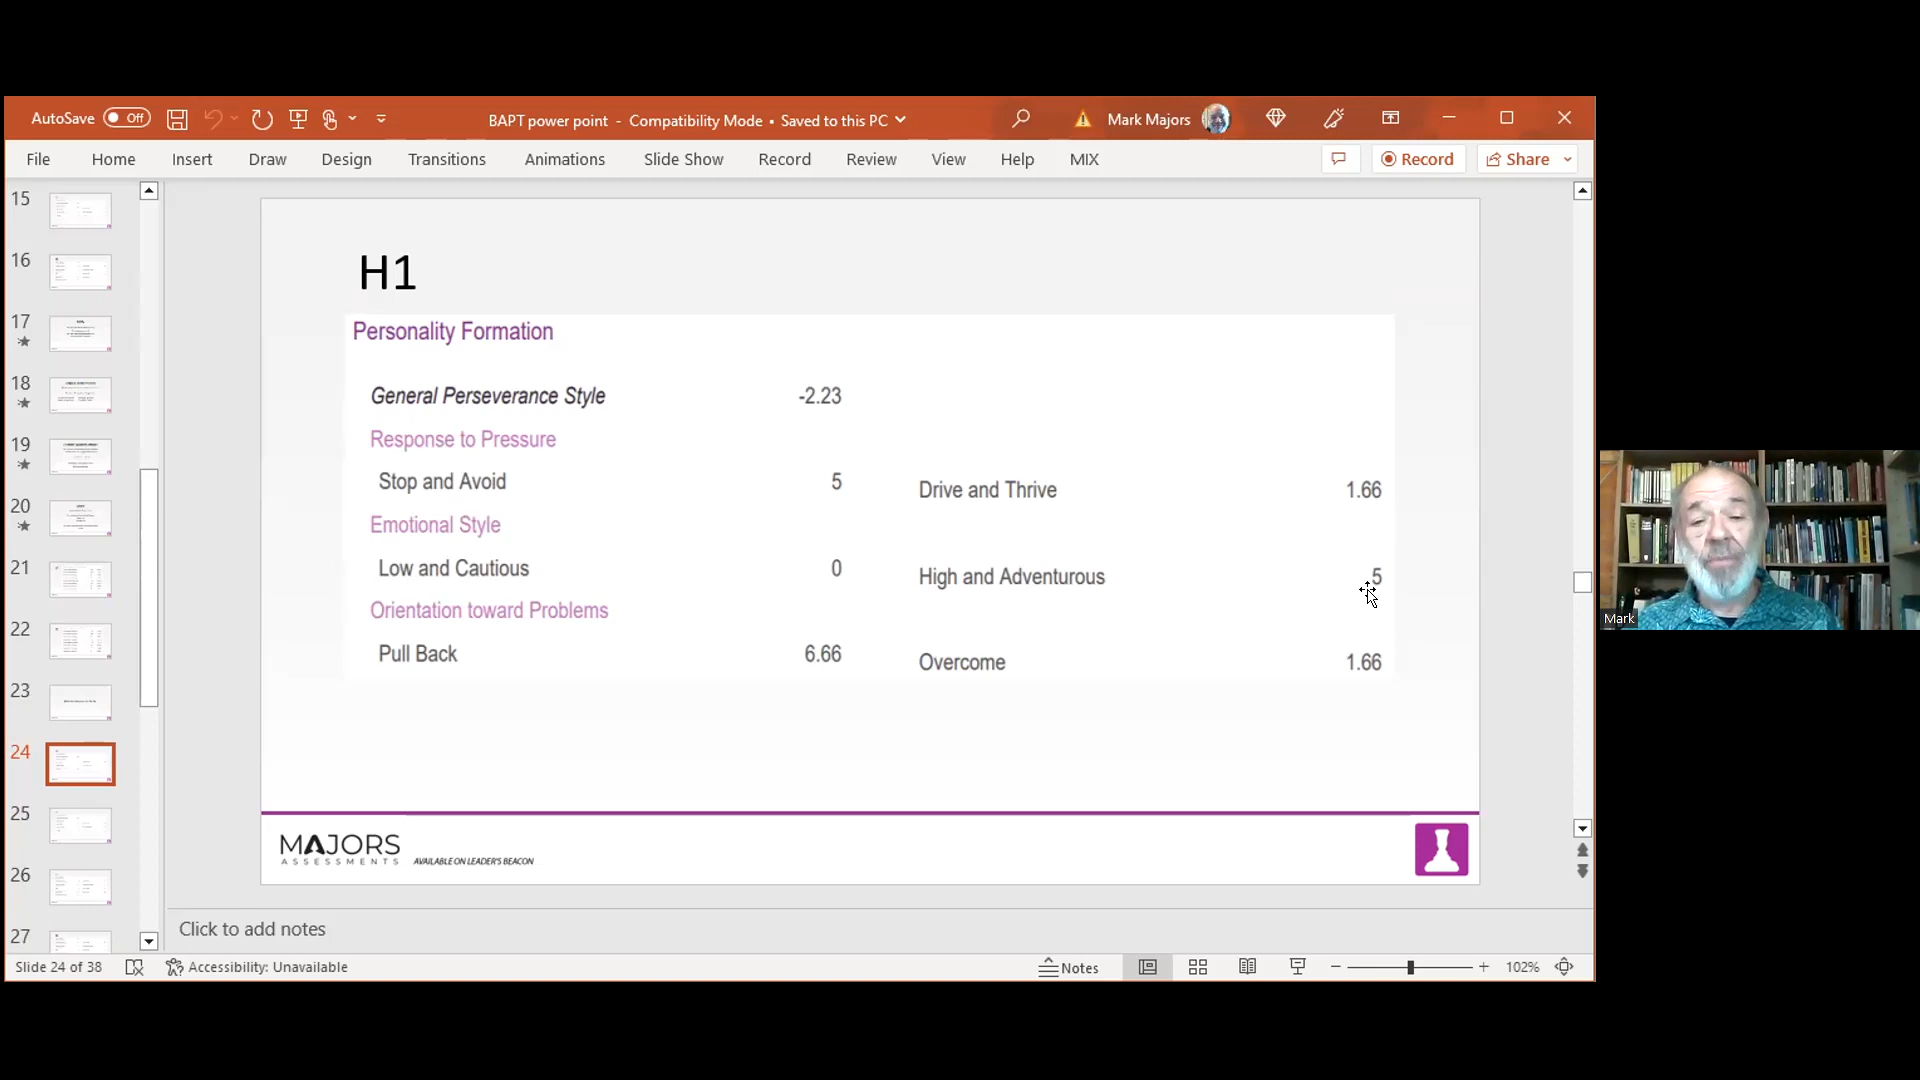 AutoSave Off BAPT power point - Compatibility Mode • Saved to this PC Mark Majors
File Home Insert Draw Design Transitions Animations Slide Show Record Review View Help MIX Record Share
15
16
17
18
19
20
21
22
23
24
25
26
27
H1
Personality Formation
General Perseverance Style -2.23
Response to Pressure
Stop and Avoid 5 Drive and Thrive 1.66
Emotional Style
Low and Cautious 0 High and Adventurous 5
Orientation toward Problems
Pull Back 6.66 Overcome 1.66
MAJORS
ASSESSMENTS AVAILABLE ON LEADER'S BEACON
Mark
Click to add notes
Slide 24 of 38 Accessibility: Unavailable Notes 102%